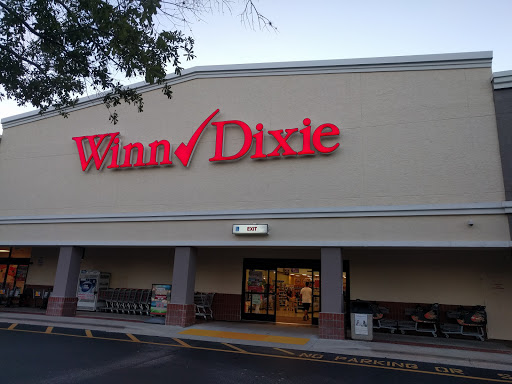 Winn Dixie
EXIT
NO PARKING OR